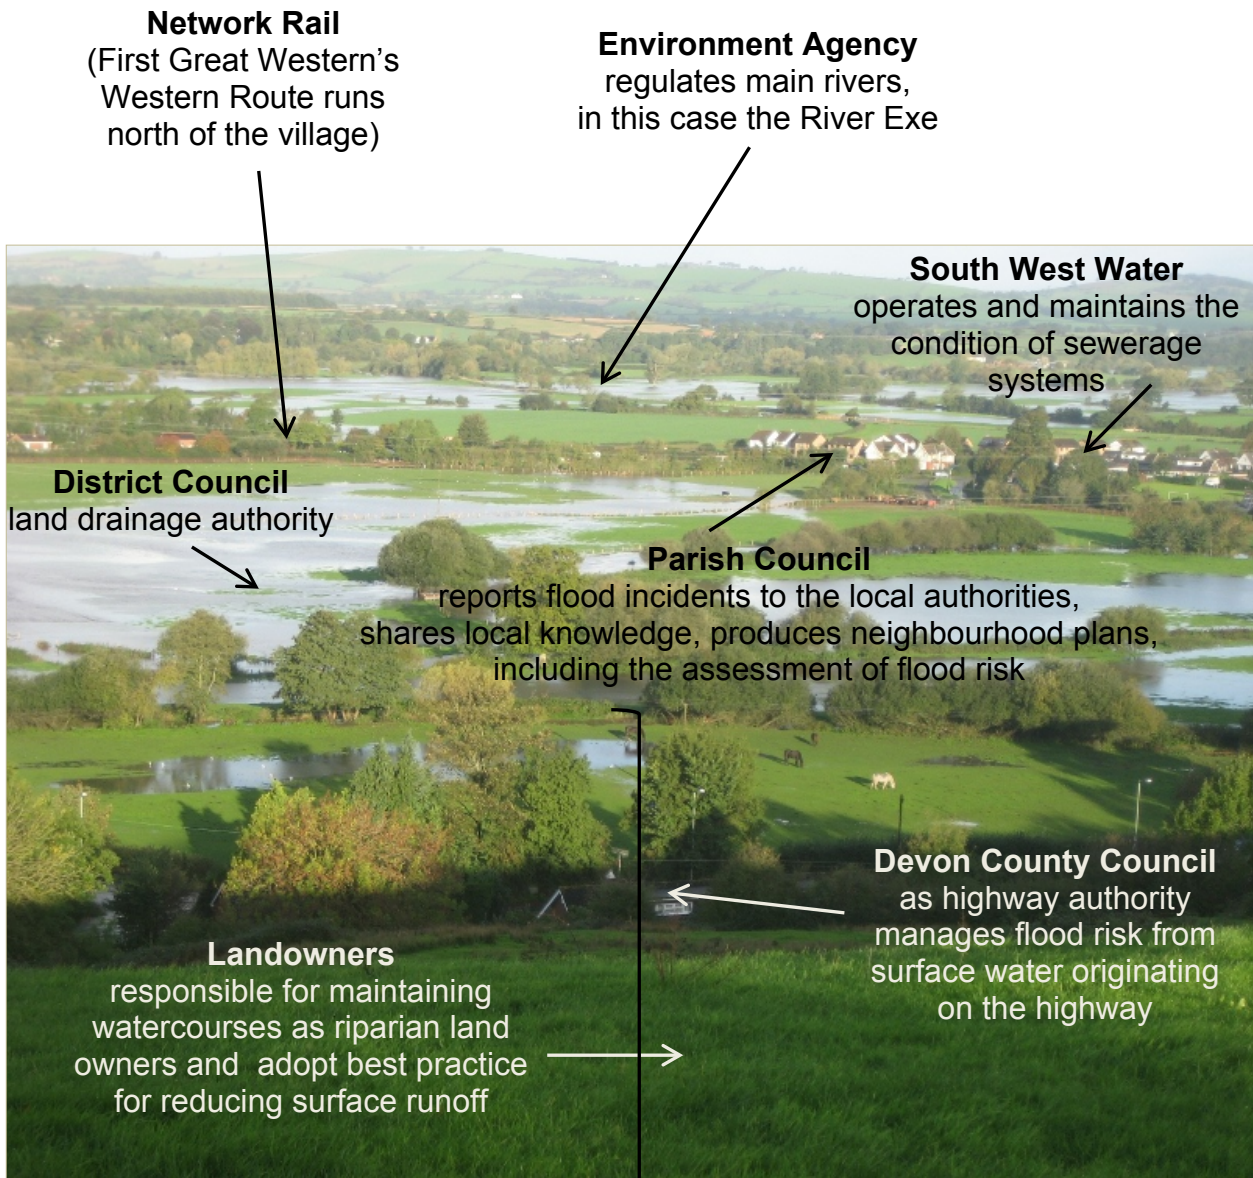 Network Rail
(First Great Western’s
Western Route runs
north of the village)
Environment Agency
regulates main rivers,
in this case the River Exe
South West Water
operates and maintains the
condition of sewerage
systems
District Council
land drainage authority
Parish Council
reports flood incidents to the local authorities,
shares local knowledge, produces neighbourhood plans,
including the assessment of flood risk
Devon County Council
as highway authority
manages flood risk from
surface water originating
on the highway
Landowners
responsible for maintaining
watercourses as riparian land
owners and  adopt best practice
for reducing surface runoff